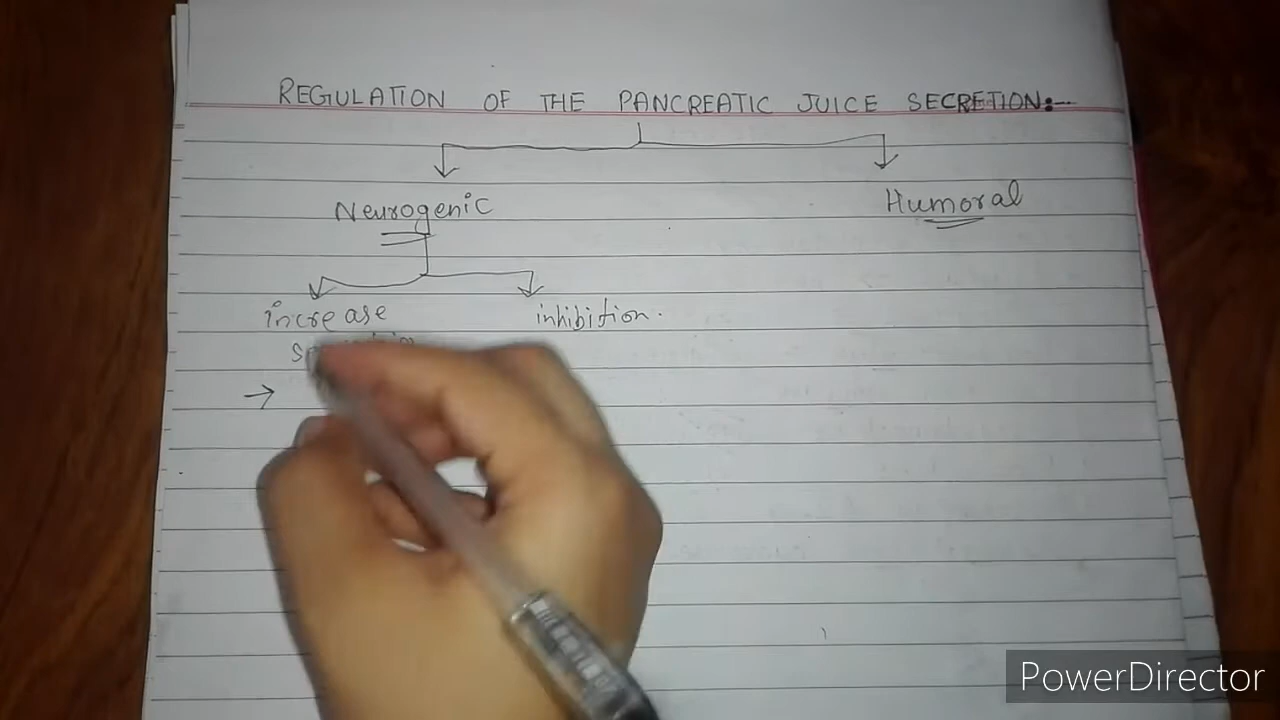 REGULATION OF THE PANCREATIC JUICE SECRETION:--
Neurogenic
Humoral
increase
inhibition.
→
PowerDirector